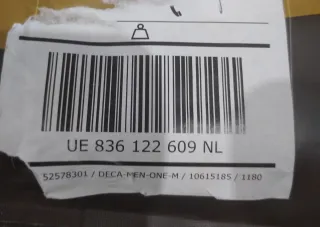 UE 836 122 609 NL
52578301 / DECA-MEN-ONE-M / 10615185 / 1180